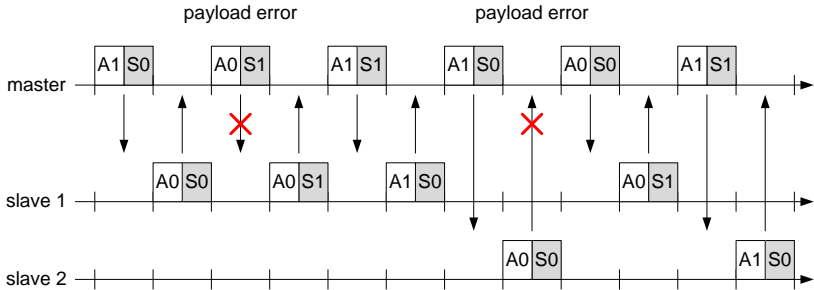 payload error payload error
master A1 S0 A0 S1 A1 S1 A1 S0 A0 S0 A1 S1
slave 1 A0 S0 A0 S1 A1 S0 A0 S1
slave 2 A0 S0 A1 S0